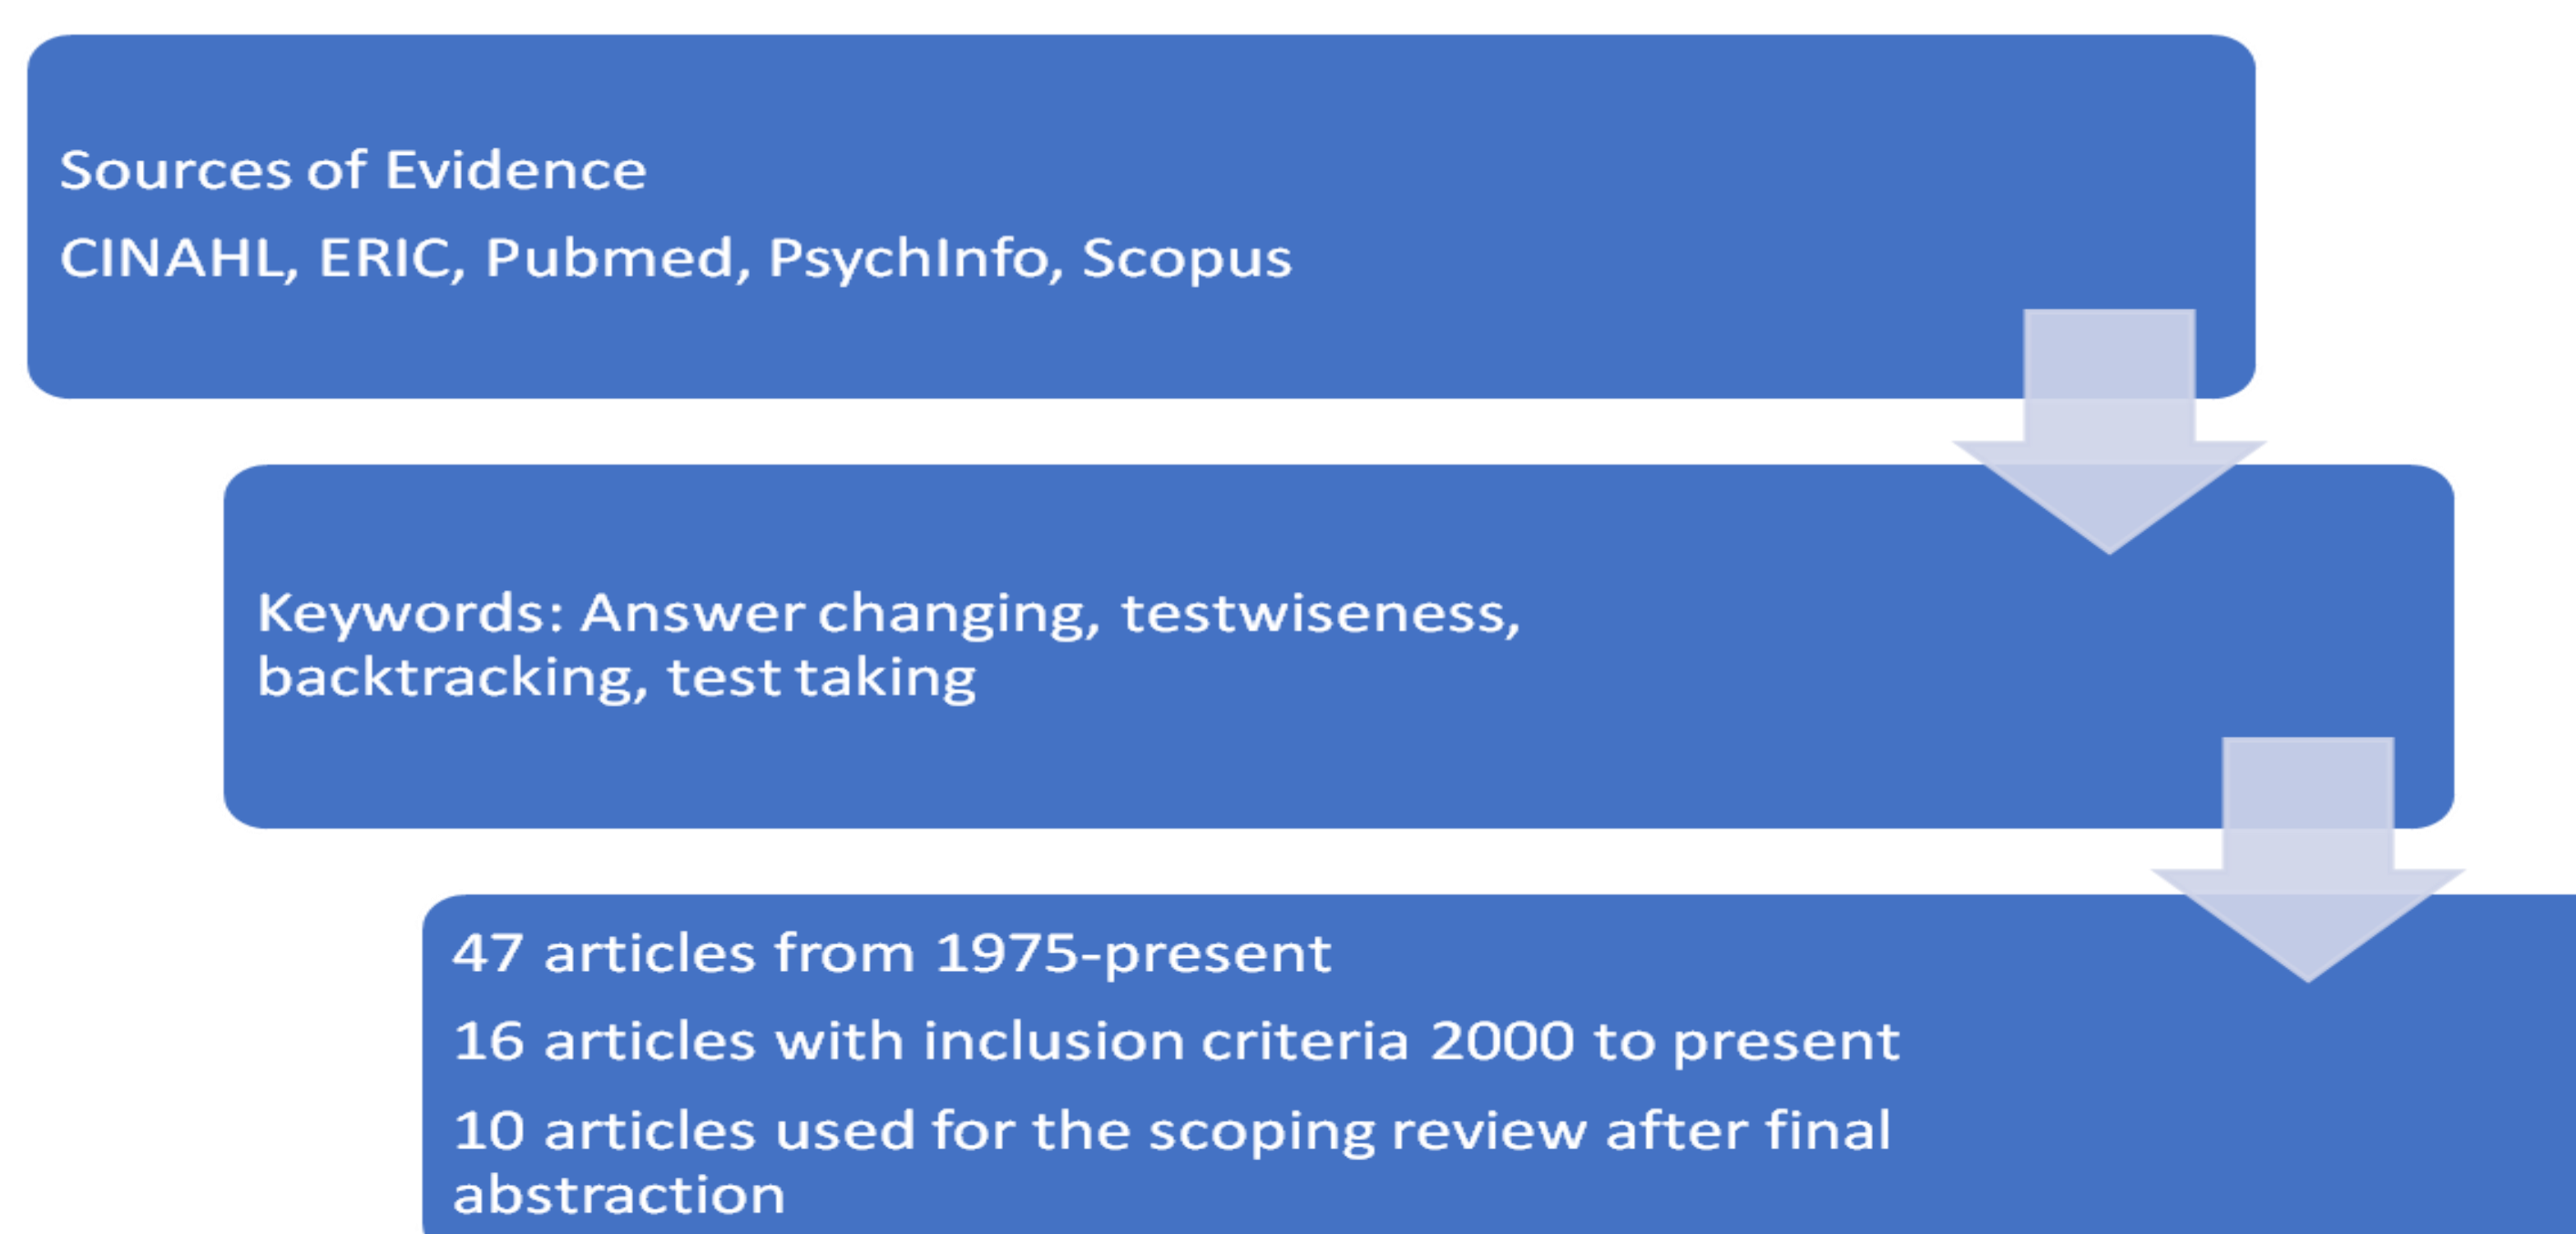 Sources of Evidence
CINAHL, ERIC, Pubmed, PsychInfo, Scopus
Keywords: Answer changing, testwiseness,
backtracking, test taking
47 articles from 1975-present
16 articles with inclusion criteria 2000 to present
10 articles used for the scoping review after final
abstraction